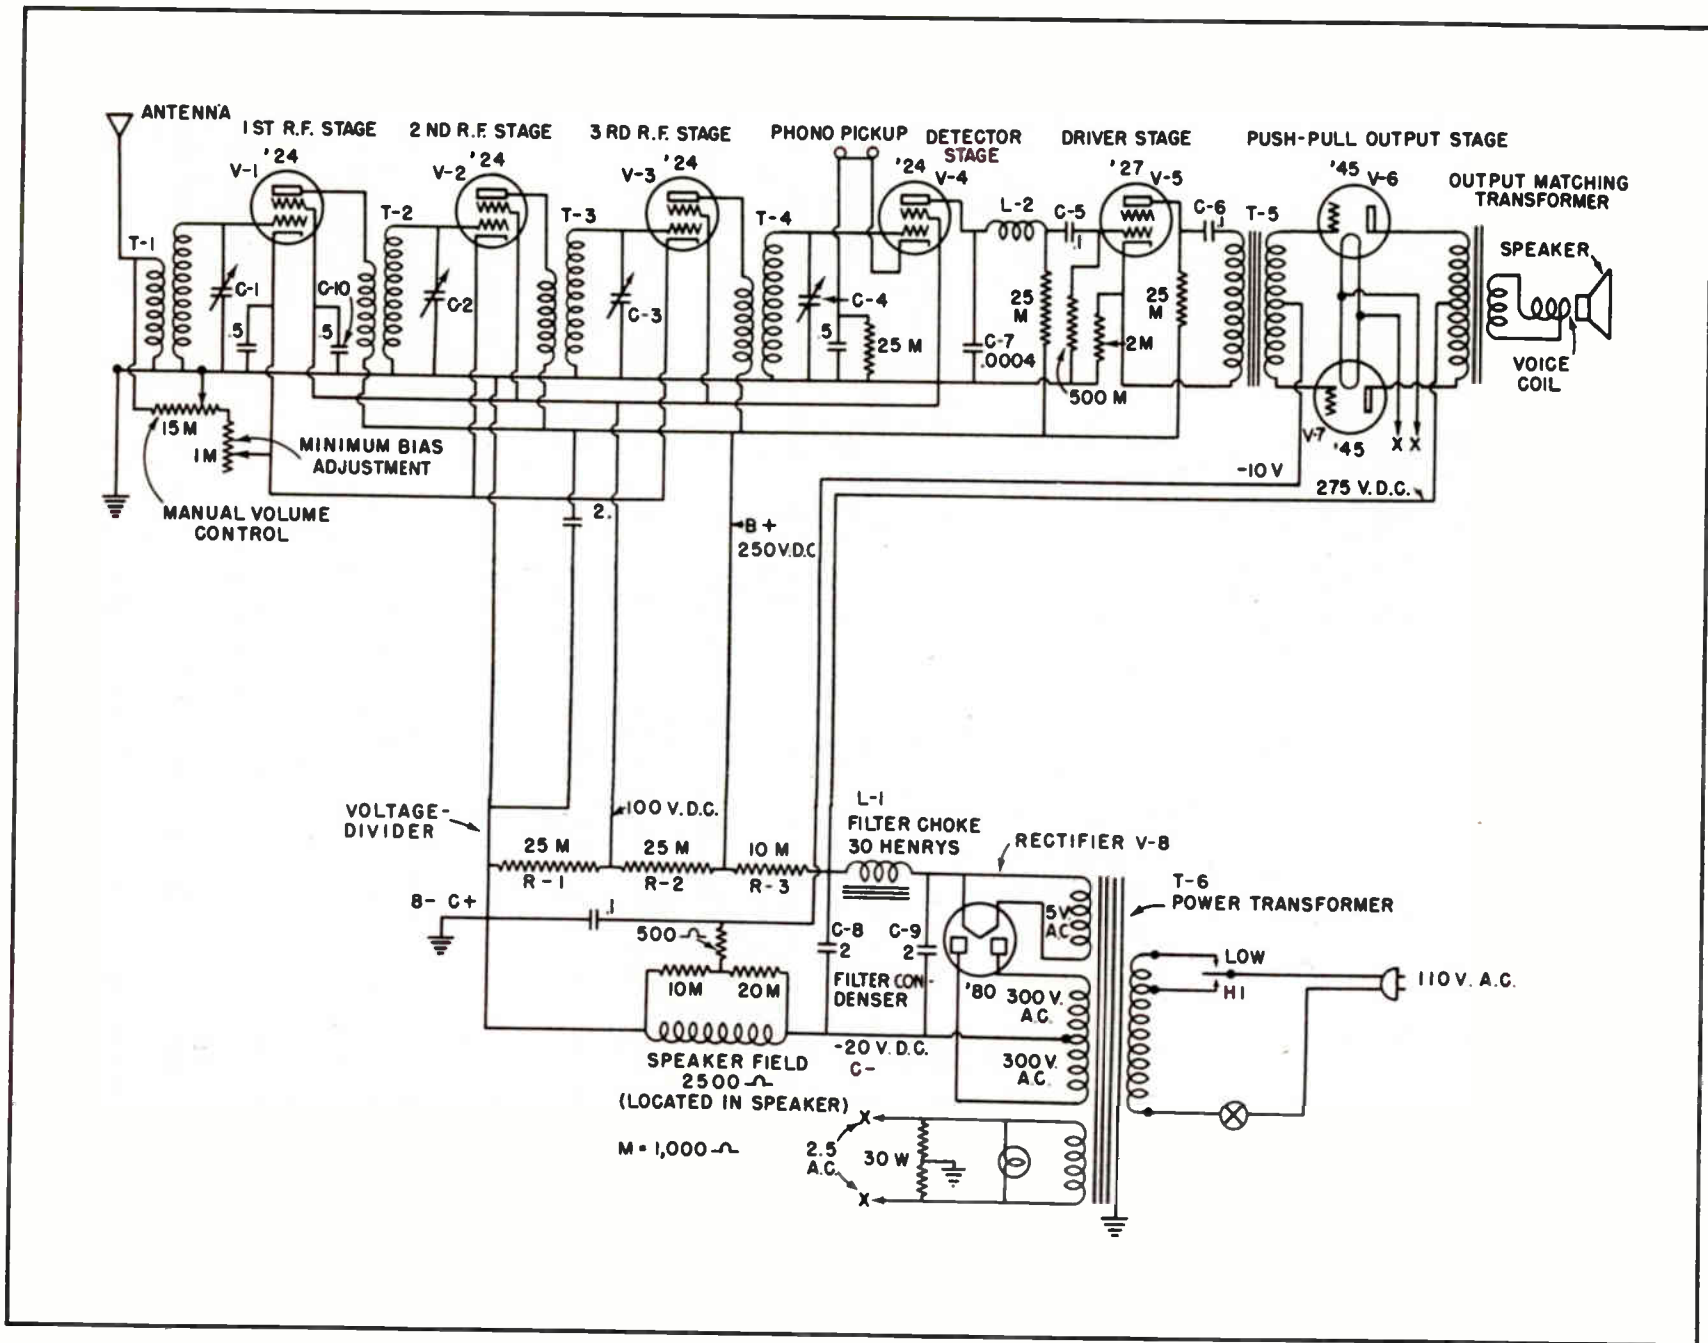 ANTENNA
1ST R.F. STAGE
'24
V-1
2ND R.F. STAGE
'24
V-2
3RD R.F. STAGE
'24
V-3
PHONO PICKUP
DETECTOR
STAGE
'24
V-4
DRIVER STAGE
'27
V-5
PUSH-PULL OUTPUT STAGE
'45
V-6
OUTPUT MATCHING
TRANSFORMER
SPEAKER
VOICE
COIL
T-1
T-2
T-3
T-4
L-2
C-5
.1
C-6
.1
T-5
C-1
C-10
C-2
C-3
C-4
.5
.5
.5
25 M
C-7
.0004
25
M
2M
25
M
500 M
V-7
'45
X X
15 M
1M
MINIMUM BIAS
ADJUSTMENT
MANUAL VOLUME
CONTROL
2.
B +
250V.D.C
-10 V
275 V.D.C.
VOLTAGE-
DIVIDER
100 V.D.C.
L-1
FILTER CHOKE
30 HENRYS
RECTIFIER V-8
25 M
R-1
25 M
R-2
10 M
R-3
T-6
POWER TRANSFORMER
B- C+
.1
500 Ω
C-8
2
C-9
2
5V.
A.C
FILTER CON-
DENSER
'80
10M
20M
300 V.
A.C.
300V.
A.C.
LOW
HI
110 V. A.C.
-20 V. D.C.
C-
SPEAKER FIELD
2500 Ω
(LOCATED IN SPEAKER)
M = 1,000 Ω
X
2.5
A.C.
30 W
X